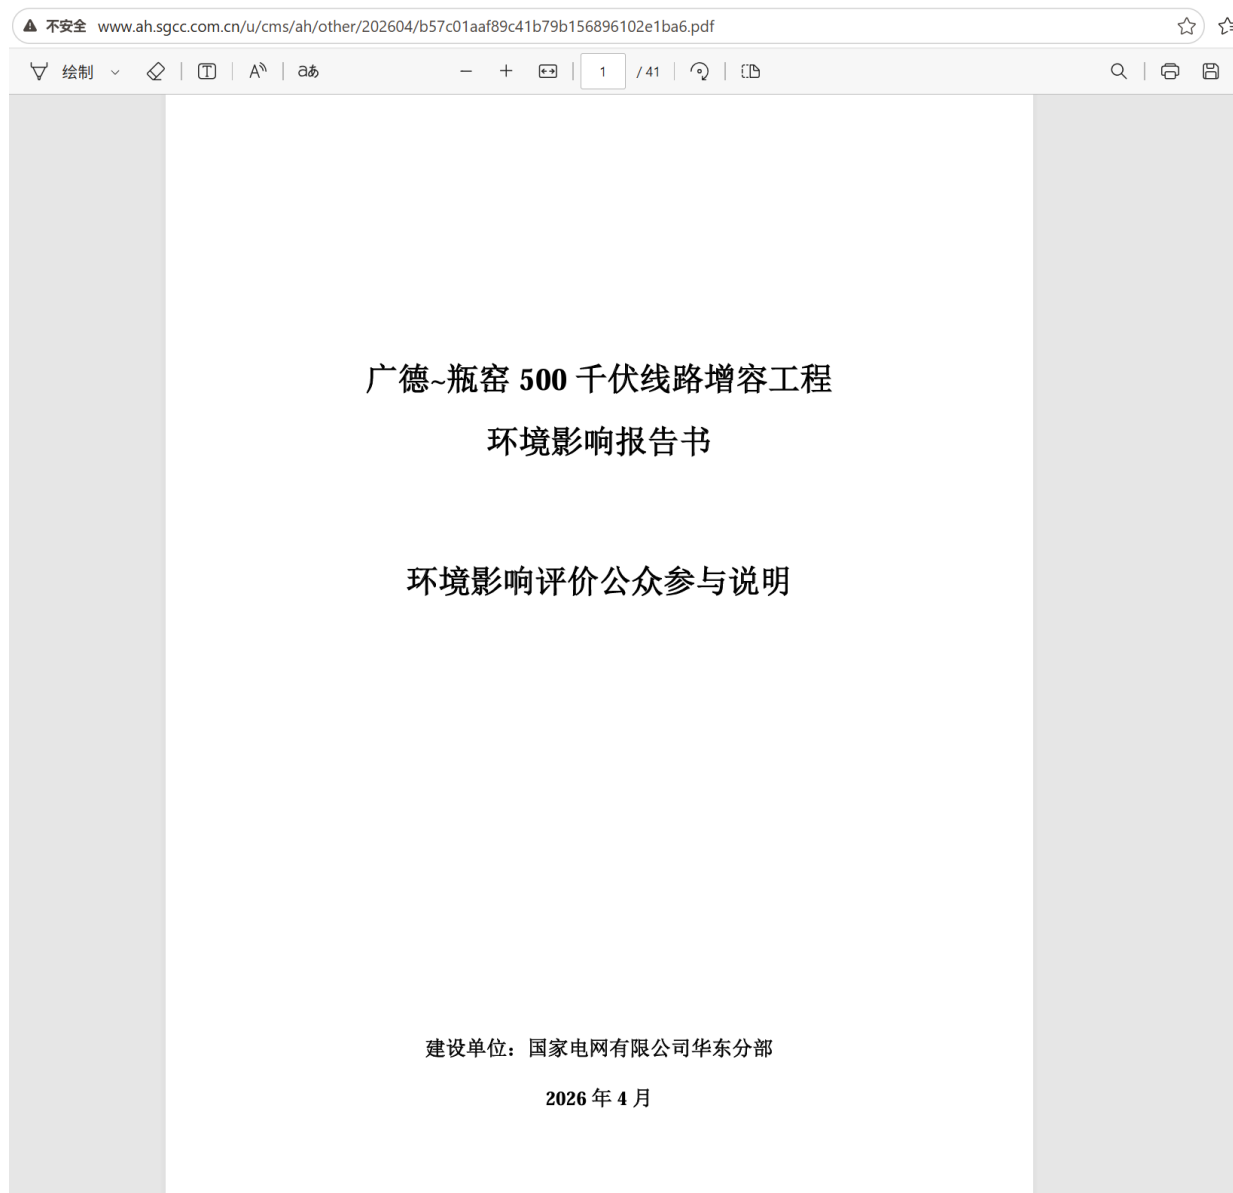 不安全 www.ah.sgcc.com.cn/u/cms/ah/other/202604/b57c01aaf89c41b79b156896102e1ba6.pdf
绘制 T A aあ 1 / 41
广德~瓶窑 500 千伏线路增容工程
环境影响报告书
环境影响评价公众参与说明
建设单位：国家电网有限公司华东分部
2026 年 4 月